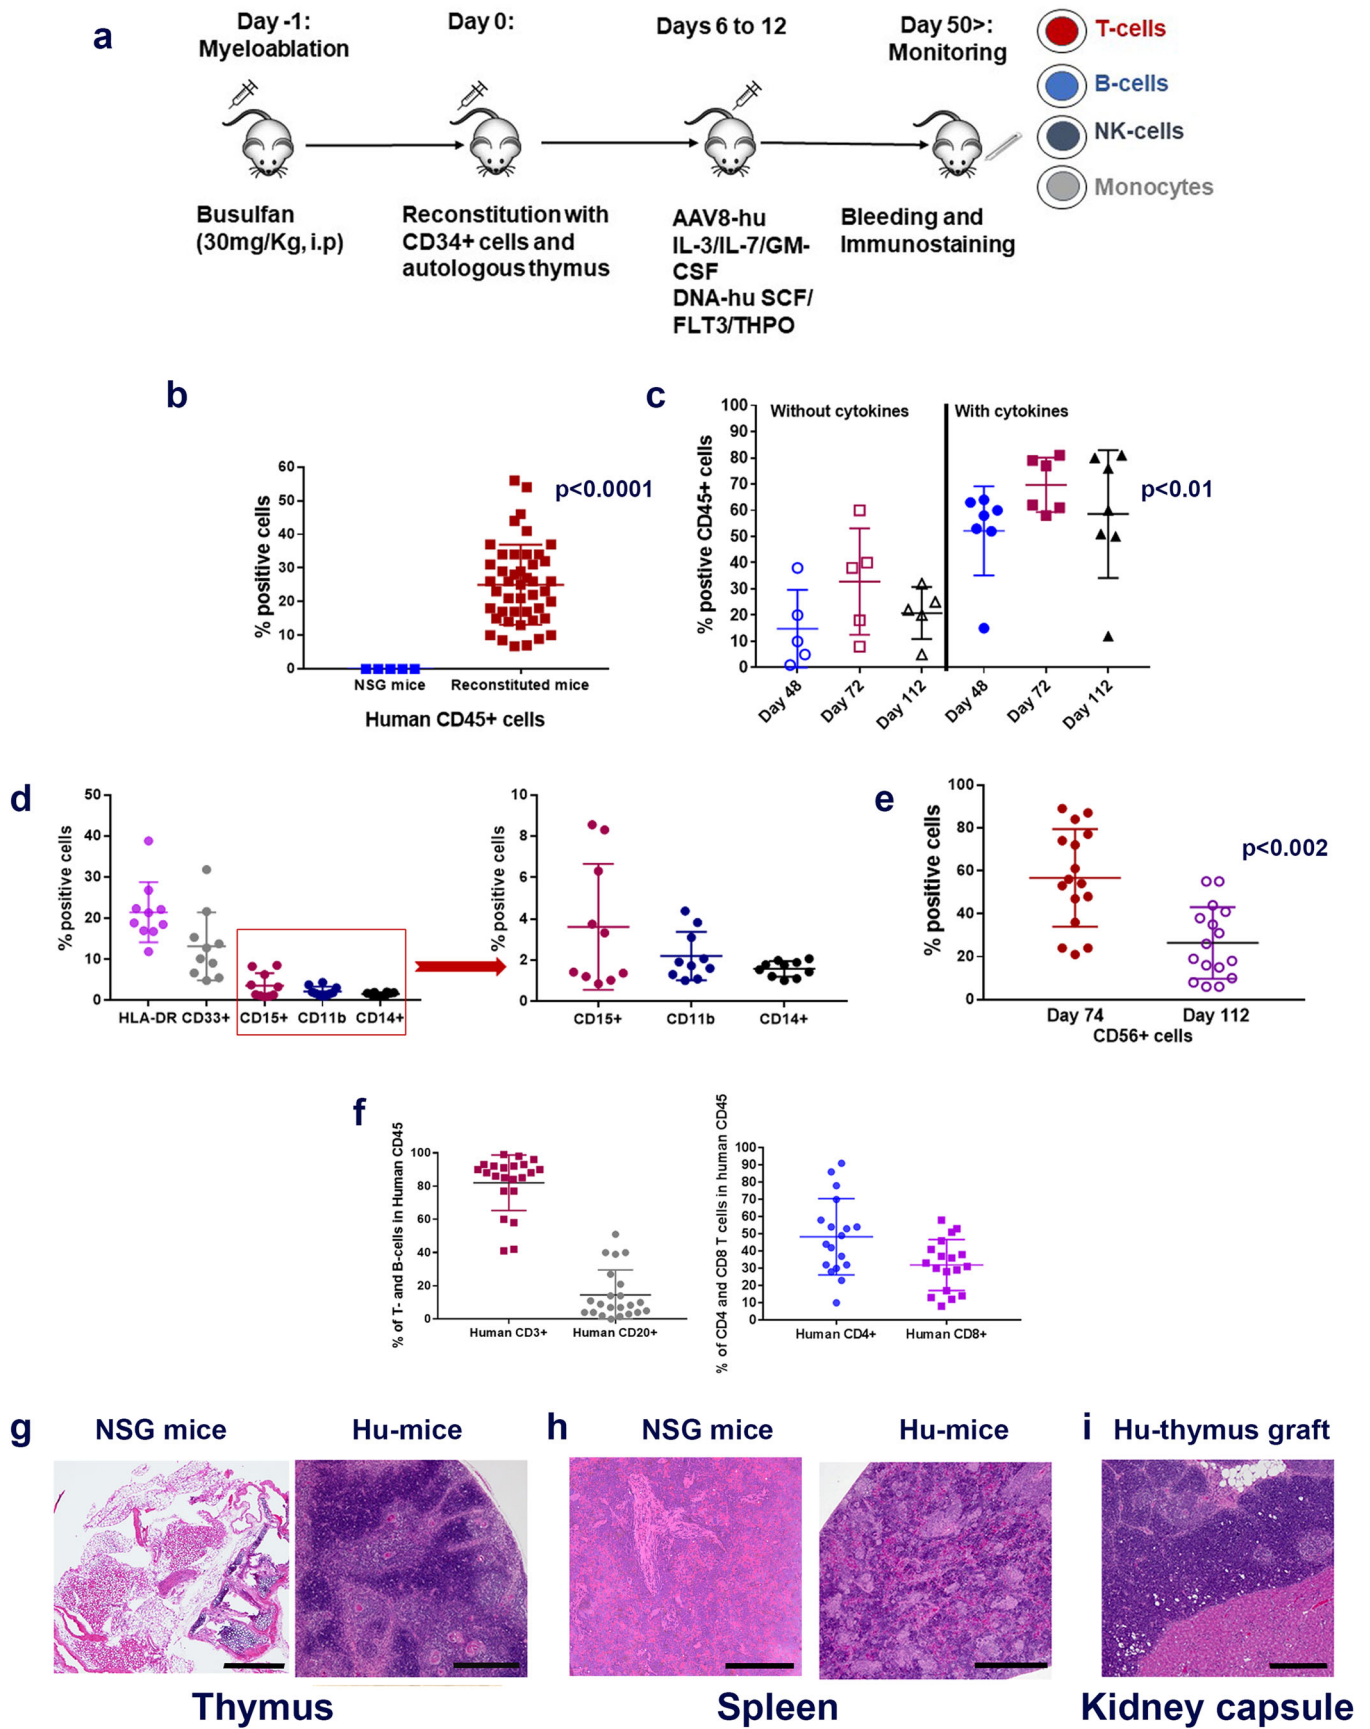 a
Day -1:
Myeloablation
Day 0:
Days 6 to 12
Day 50>:
Monitoring
T-cells
B-cells
NK-cells
Monocytes
Busulfan
(30mg/Kg, i.p)
Reconstitution with
CD34+ cells and
autologous thymus
AAV8-hu
IL-3/IL-7/GM-
CSF
DNA-hu SCF/
FLT3/THPO
Bleeding and
Immunostaining
b
% positive cells
60
50
40
30
20
10
0
p<0.0001
NSG mice
Reconstituted mice
Human CD45+ cells
c
% postive CD45+ cells
100
90
80
70
60
50
40
30
20
10
0
Without cytokines
With cytokines
p<0.01
Day 48
Day 72
Day 112
Day 48
Day 72
Day 112
d
% positive cells
50
40
30
20
10
0
HLA-DR
CD33+
CD15+
CD11b
CD14+
% positive cells
10
8
6
4
2
0
CD15+
CD11b
CD14+
e
% positive cells
100
80
60
40
20
0
p<0.002
Day 74
Day 112
CD56+ cells
f
% of T- and B-cells in Human CD45
100
80
60
40
20
0
Human CD3+
Human CD20+
% of CD4 and CD8 T cells in human CD45
100
90
80
70
60
50
40
30
20
10
0
Human CD4+
Human CD8+
g
NSG mice
Hu-mice
Thymus
h
NSG mice
Hu-mice
Spleen
i
Hu-thymus graft
Kidney capsule